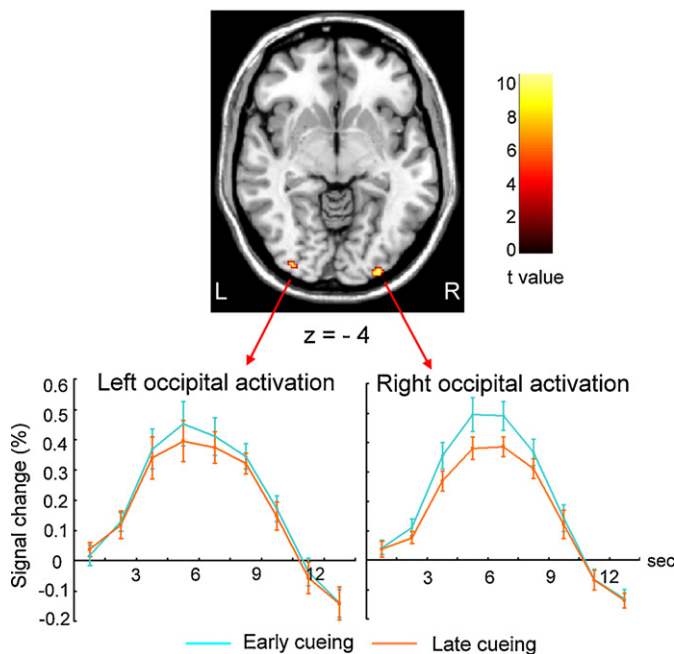 10
8
6
4
2
0
t value
L
R
z = - 4
Left occipital activation
Right occipital activation
Signal change (%)
0.6
0.5
0.4
0.3
0.2
0.1
0
-0.1
-0.2
3
6
9
12
3
6
9
12
sec
Early cueing
Late cueing